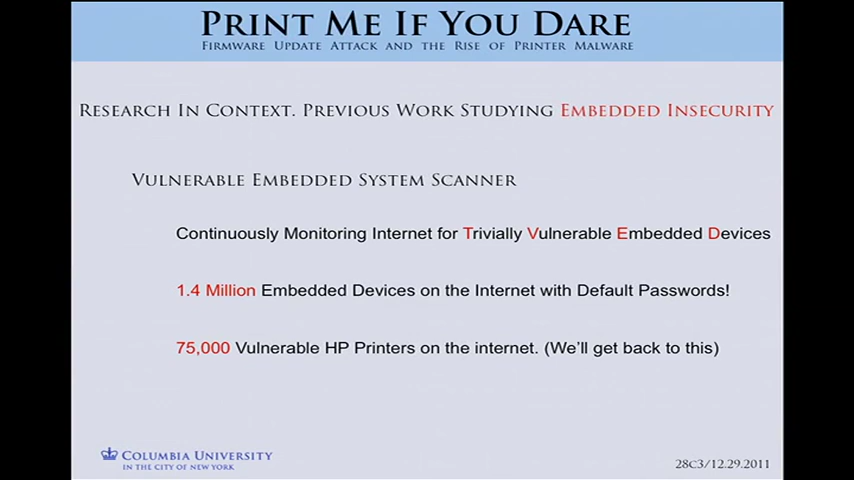 Print Me If You Dare
Firmware Update Attack and the Rise of Printer Malware
Research In Context. Previous Work Studying Embedded Insecurity
Vulnerable Embedded System Scanner
Continuously Monitoring Internet for Trivially Vulnerable Embedded Devices
1.4 Million Embedded Devices on the Internet with Default Passwords!
75,000 Vulnerable HP Printers on the internet. (We'll get back to this)
Columbia University
In the City of New York
28c3/12.29.2011